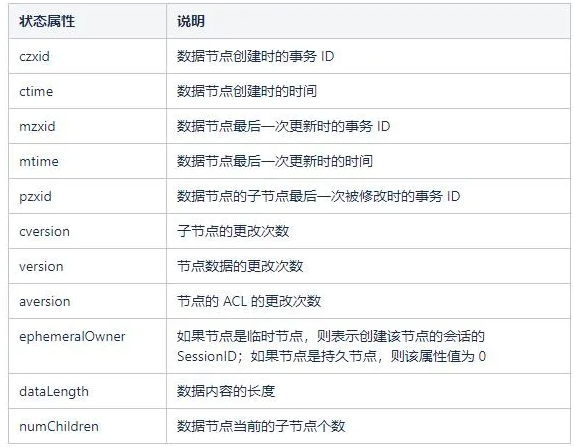 状态属性 说明
czxid 数据节点创建时的事务 ID
ctime 数据节点创建时的时间
mzxid 数据节点最后一次更新时的事务 ID
mtime 数据节点最后一次更新时的时间
pzxid 数据节点的子节点最后一次被修改时的事务 ID
cversion 子节点的更改次数
version 节点数据的更改次数
aversion 节点的 ACL 的更改次数
ephemeralOwner 如果节点是临时节点，则表示创建该节点的会话的
SessionID；如果节点是持久节点，则该属性值为 0
dataLength 数据内容的长度
numChildren 数据节点当前的子节点个数